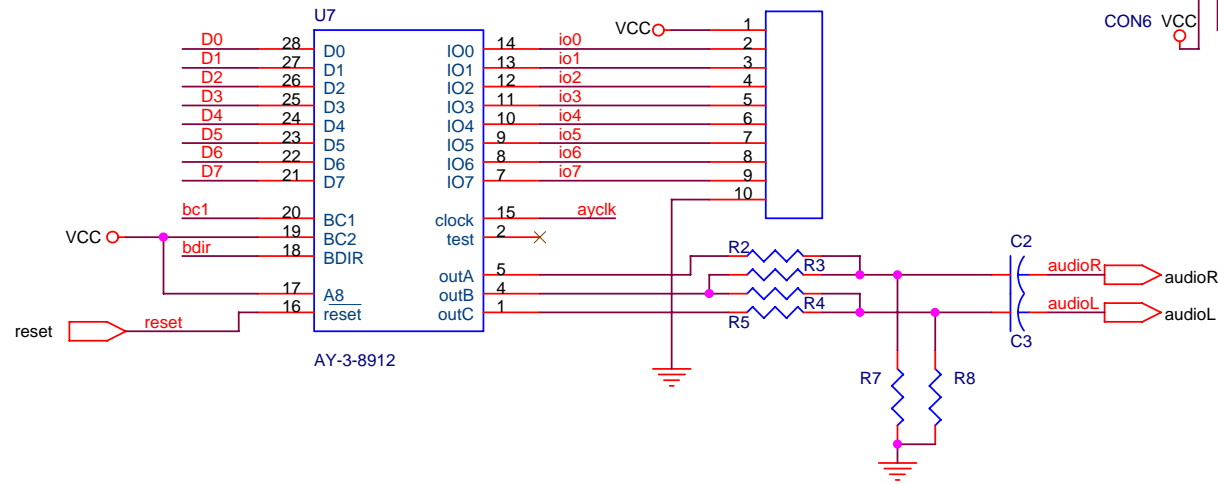 U7
CON6 VCC
VCC 1
D0 28 D0 IO0 14 io0 2
D1 27 D1 IO1 13 io1 3
D2 26 D2 IO2 12 io2 4
D3 25 D3 IO3 11 io3 5
D4 24 D4 IO4 10 io4 6
D5 23 D5 IO5 9 io5 7
D6 22 D6 IO6 8 io6 8
D7 21 D7 IO7 7 io7 9
10
bc1 20 BC1 clock 15 ayclk
VCC 19 BC2 test 2
bdir 18 BDIR
R2 C2
outA 5 R3 audioR audioR
17 A8 outB 4
reset reset 16 reset outC 1 R4 audioL audioL
R5 C3
AY-3-8912
R7 R8